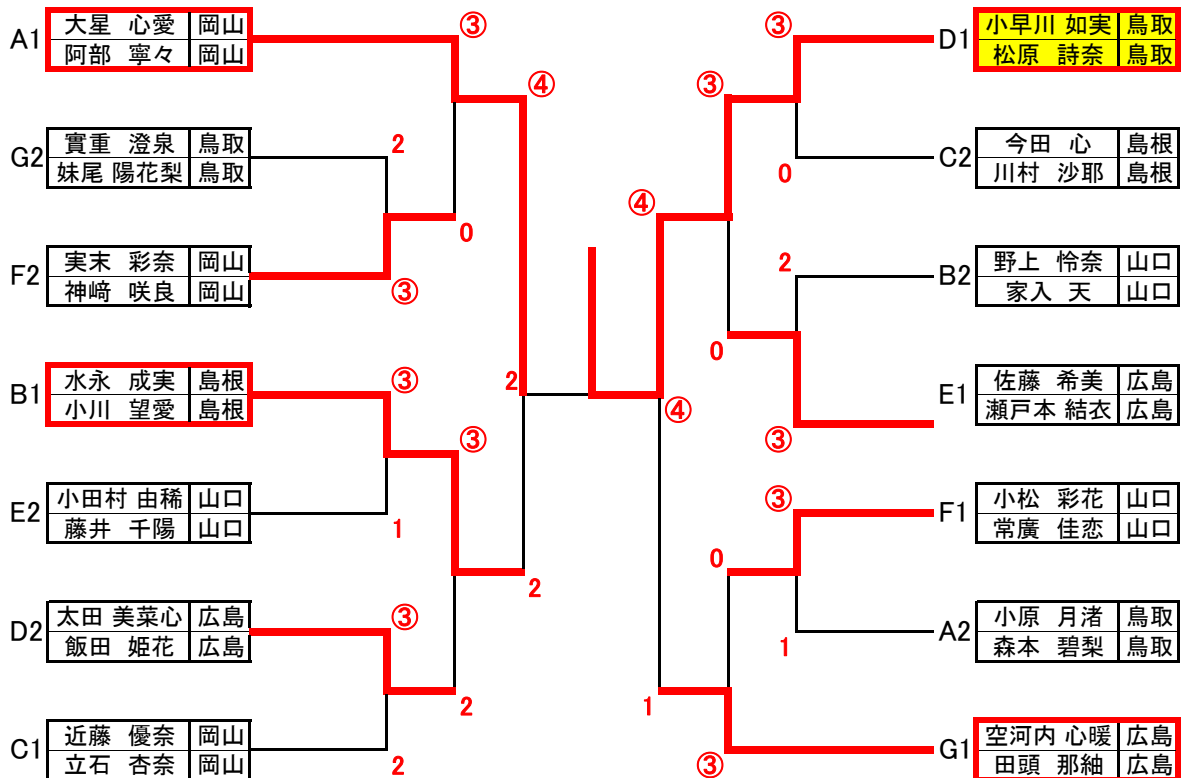 A1 大星 心愛 岡山
阿部 寧々 岡山
③
④
G2 實重 澄泉 鳥取
妹尾 陽花梨 鳥取
2
0
F2 実末 彩奈 岡山
神﨑 咲良 岡山
③
B1 水永 成実 島根
小川 望愛 島根
③
2
③
E2 小田村 由稀 山口
藤井 千陽 山口
1
2
D2 太田 美菜心 広島
飯田 姫花 広島
③
2
C1 近藤 優奈 岡山
立石 杏奈 岡山
2
③
D1 小早川 如実 鳥取
松原 詩奈 鳥取
③
C2 今田 心 島根
川村 沙耶 島根
0
④
2
B2 野上 怜奈 山口
家入 天 山口
0
E1 佐藤 希美 広島
瀬戸本 結衣 広島
④
③
③
F1 小松 彩花 山口
常廣 佳恋 山口
0
A2 小原 月渚 鳥取
森本 碧梨 鳥取
1
1
G1 空河内 心暖 広島
田頭 那紬 広島
③